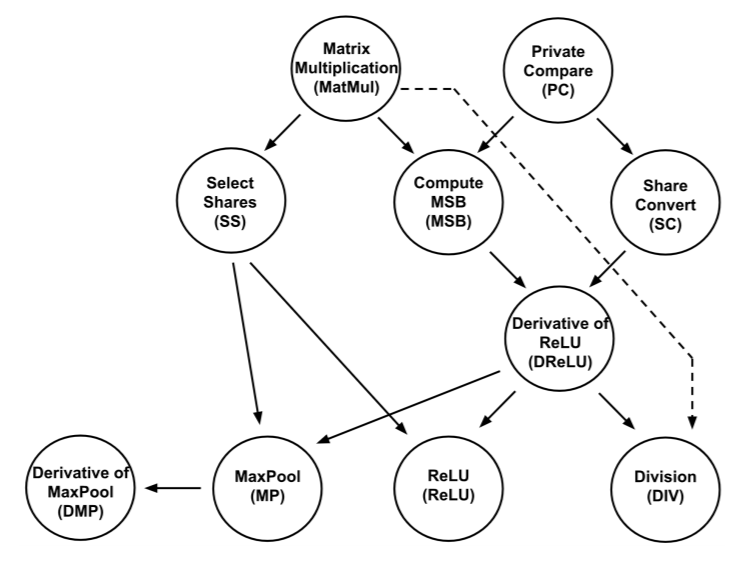 Matrix
Multiplication
(MatMul)
Private
Compare
(PC)
Select
Shares
(SS)
Compute
MSB
(MSB)
Share
Convert
(SC)
Derivative of
ReLU
(DReLU)
Derivative of
MaxPool
(DMP)
MaxPool
(MP)
ReLU
(ReLU)
Division
(DIV)